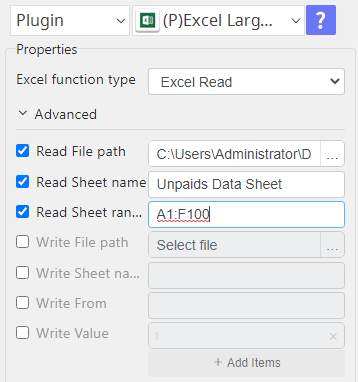 Plugin (P)Excel Larg... ?
Properties
Excel function type Excel Read
Advanced
Read File path C:\Users\Administrator\D ...
Read Sheet name Unpaids Data Sheet
Read Sheet ran... A1:F100
Write File path Select file ...
Write Sheet na...
Write From
Write Value 1 ×
+ Add Items